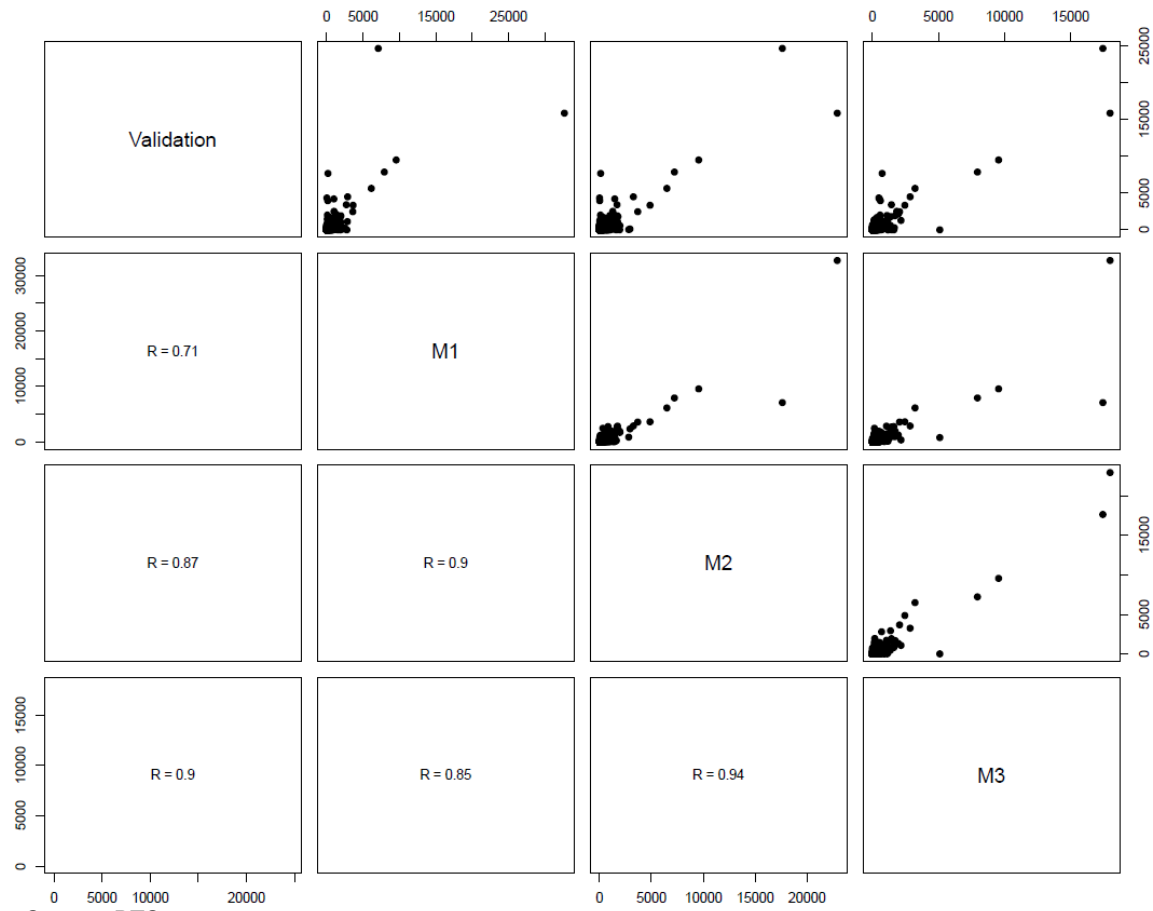 0 5000 15000 25000
0 5000 10000 15000
Validation
0 5000 15000 25000
0 10000 20000 30000
R = 0.71
M1
R = 0.87
R = 0.9
M2
0 5000 15000
0 5000 10000 15000
R = 0.9
R = 0.85
R = 0.94
M3
0 10000 20000
0 5000 10000 15000 20000